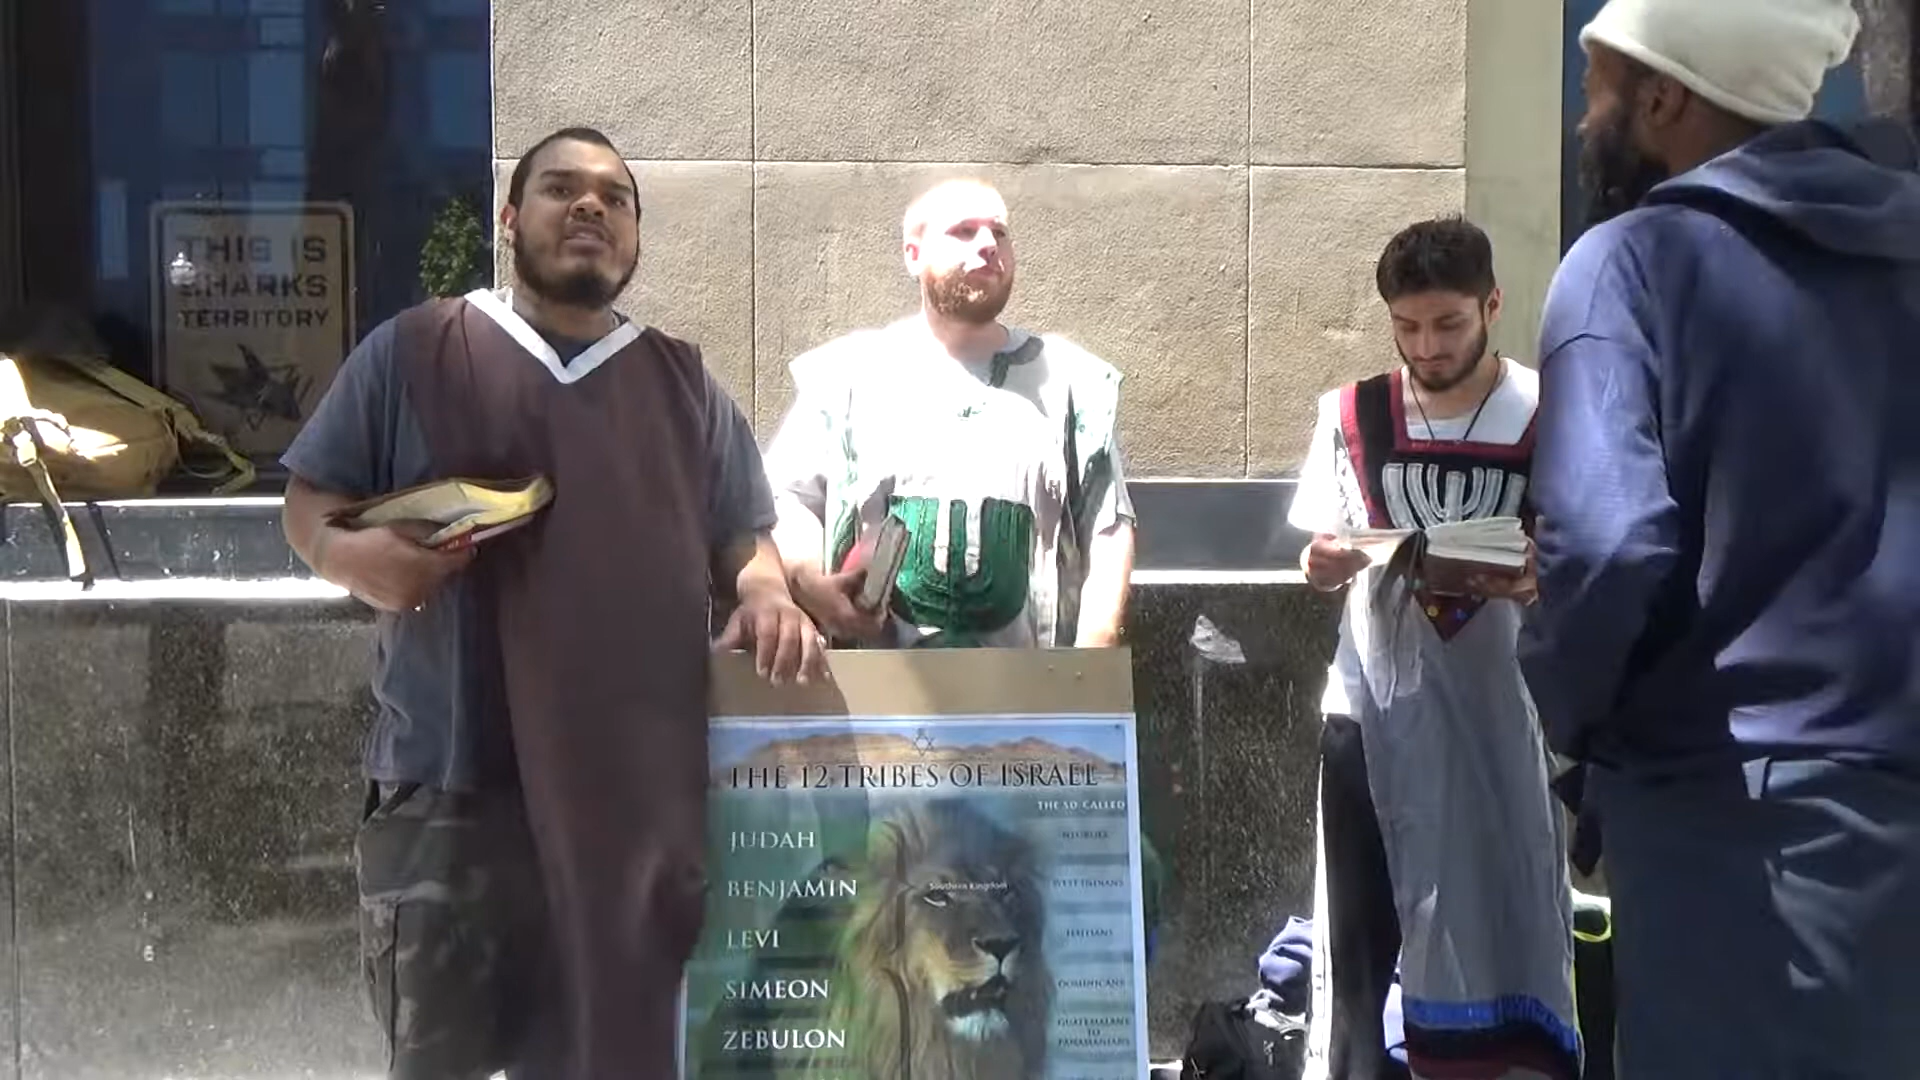 THIS IS
SHARKS
TERRITORY
THE 12 TRIBES OF ISRAEL
THE SO CALLED
JUDAH
NEGROES
BENJAMIN
Southern Kingdom
WEST INDIANS
LEVI
HAITIANS
SIMEON
DOMINICANS
ZEBULON
GUATEMALANS
TO
PANAMANIANS